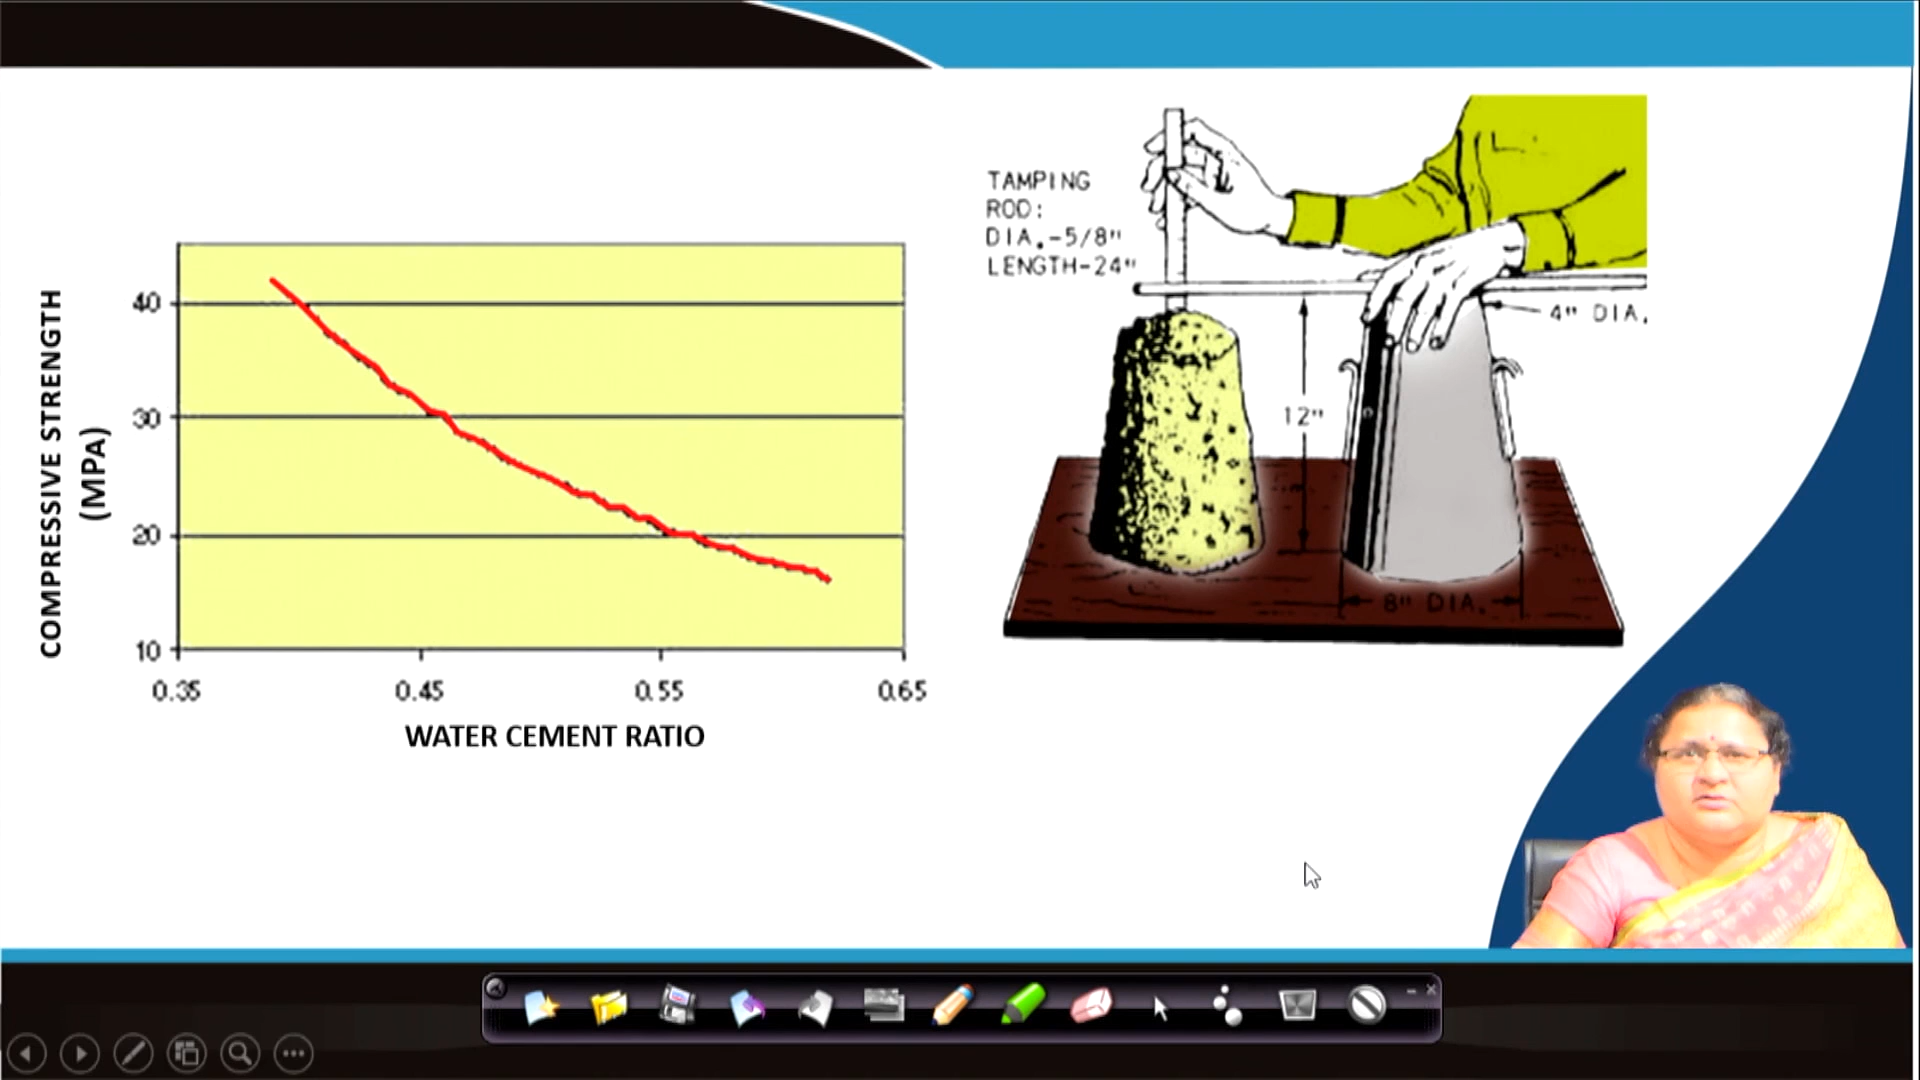 COMPRESSIVE STRENGTH
(MPA)
40
30
20
10
0.35
0.45
0.55
0.65
WATER CEMENT RATIO
TAMPING
ROD:
DIA.-5/8"
LENGTH-24"
4" DIA.
12"
8" DIA.